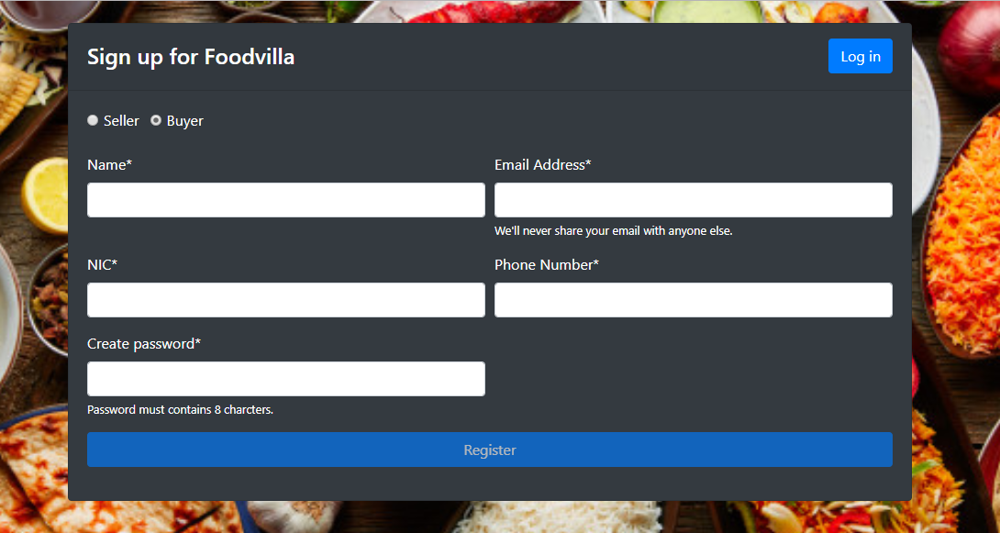 Sign up for Foodvilla
Log in
Seller Buyer
Name* Email Address*
We'll never share your email with anyone else.
NIC* Phone Number*
Create password*
Password must contains 8 charcters.
Register